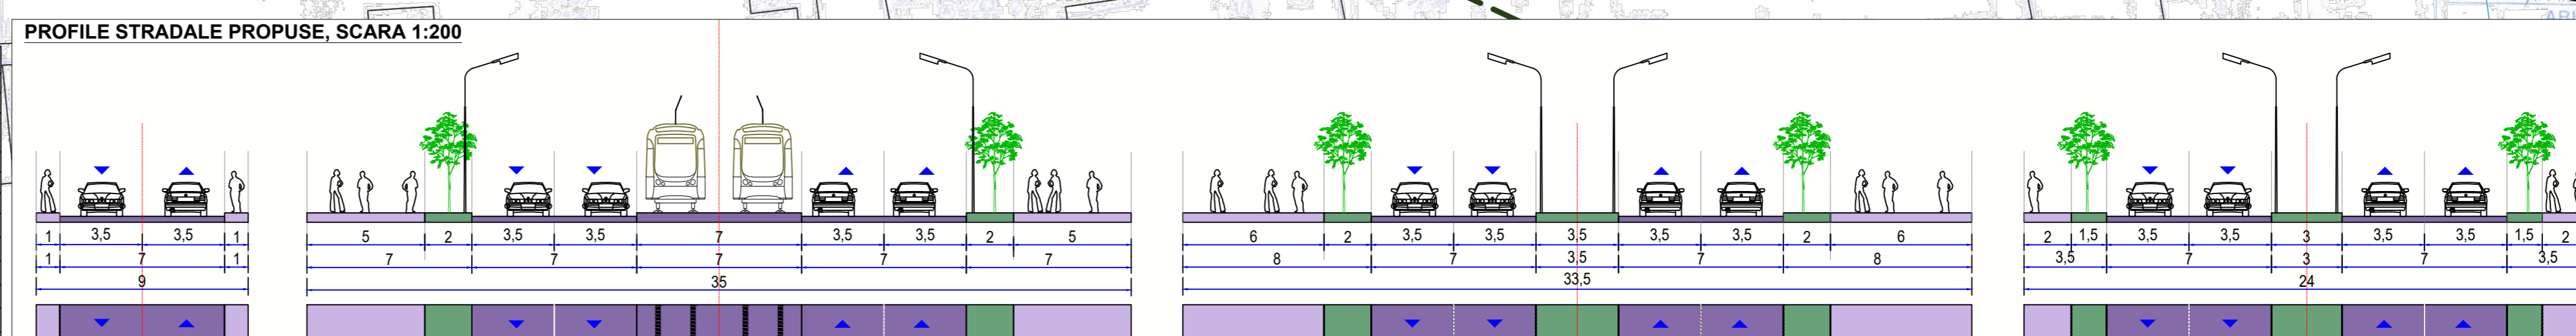 PROFILE STRADALE PROPUSE, SCARA 1:200
1 3,5 3,5 1
1 7 1
9
5 2 3,5 3,5 7 3,5 3,5 2 5
7 7 7 7 7
35
6 2 3,5 3,5 3,5 3,5 3,5 2 6
8 7 3,5 7 8
33,5
2 1,5 3,5 3,5 3 3,5 3,5 1,5 2
3,5 7 3 7 3,5
24